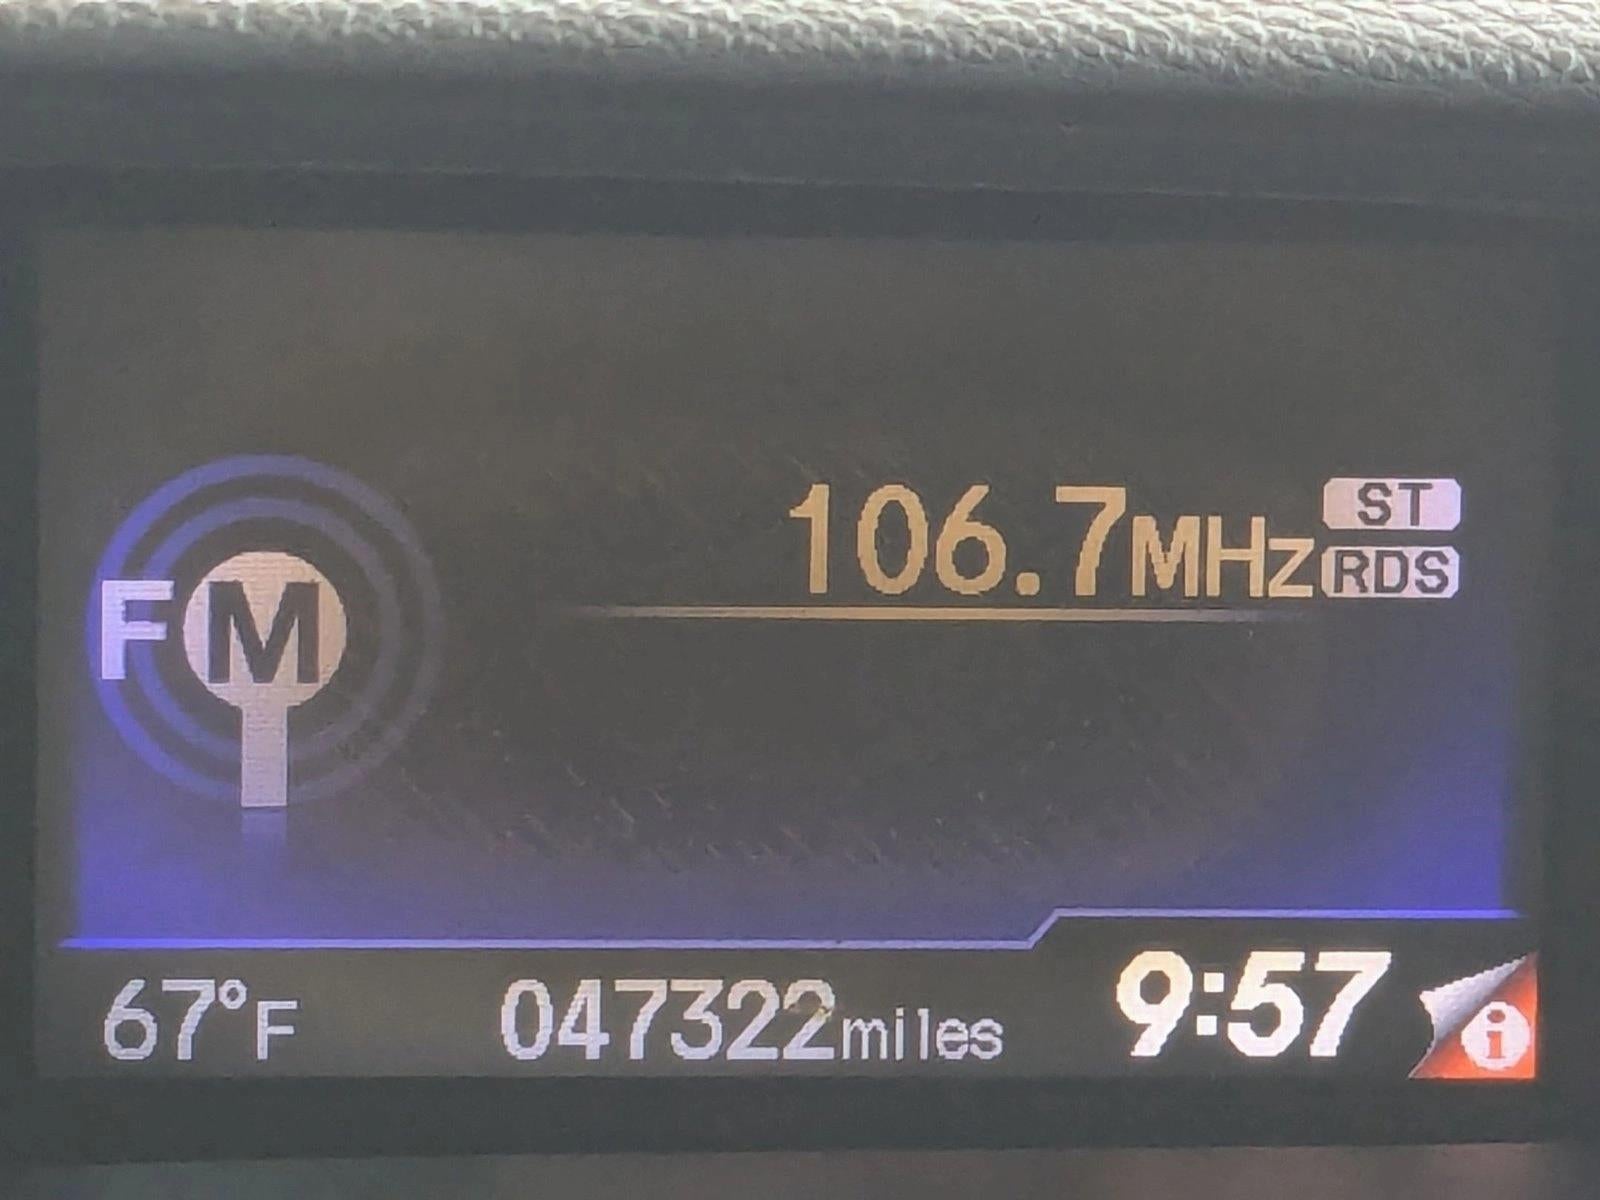 106.7MHz ST
RDS
FM
67°F 047322miles 9:57 i